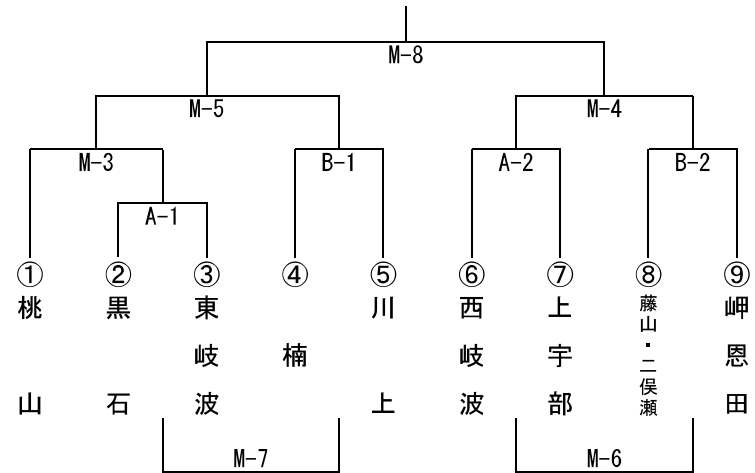 M-8
M-5
M-4
M-3
B-1
A-2
B-2
A-1
① ② ③ ④ ⑤ ⑥ ⑦ ⑧ ⑨
桃山
黒石
東岐波
楠
川上
西岐波
上宇部
藤山・二俣瀬
岬恩田
M-7
M-6